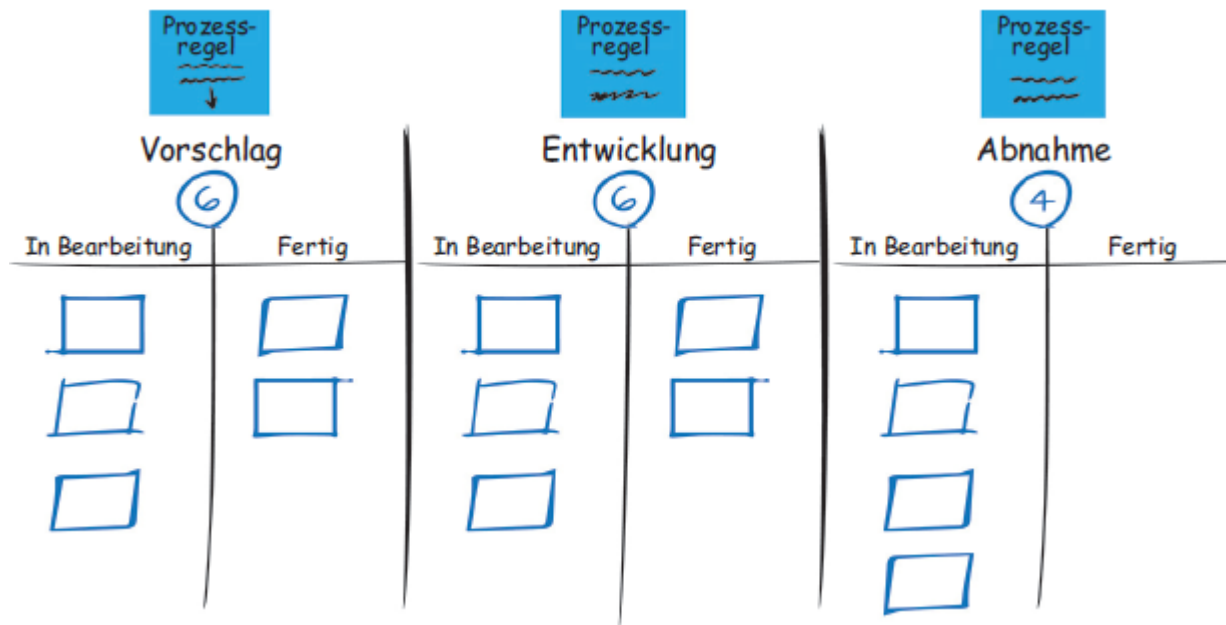 Prozess-
regel
Prozess-
regel
Prozess-
regel
Vorschlag
Entwicklung
Abnahme
6
6
4
In Bearbeitung
Fertig
In Bearbeitung
Fertig
In Bearbeitung
Fertig